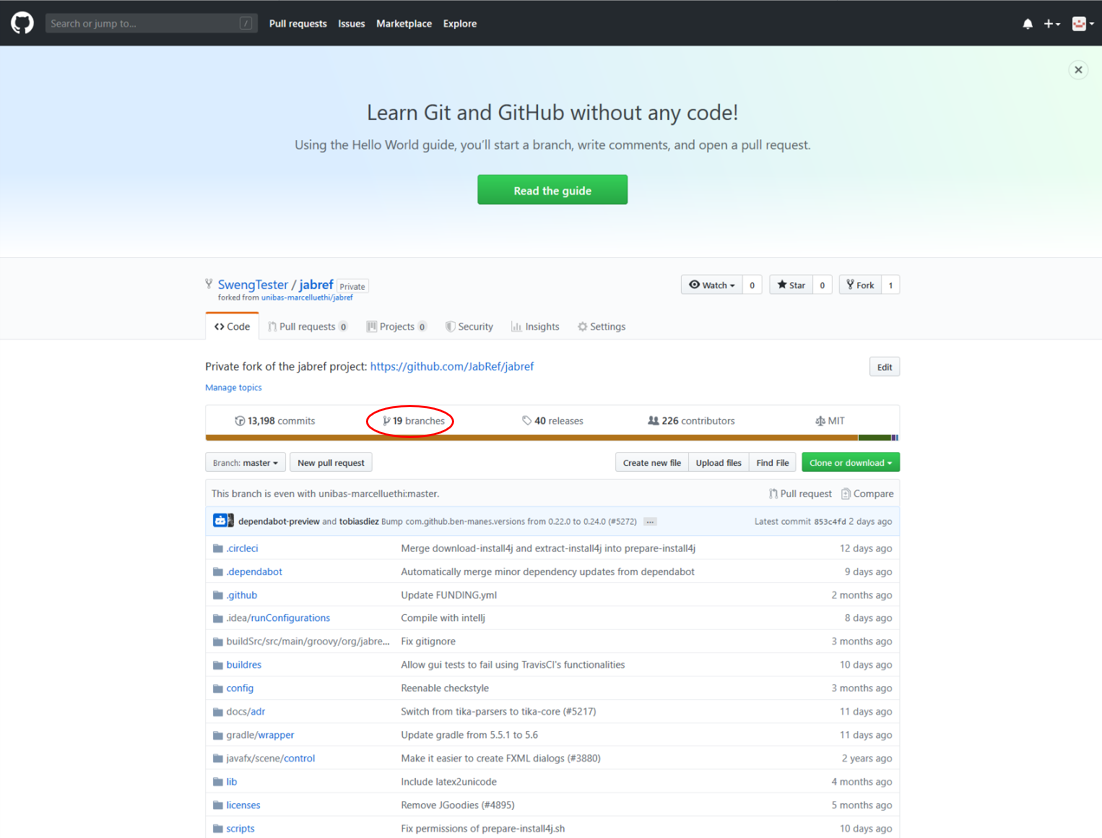 Search or jump to... / Pull requests Issues Marketplace Explore
Learn Git and GitHub without any code!
Using the Hello World guide, you'll start a branch, write comments, and open a pull request.
Read the guide
SwengTester / jabref Private
forked from unibas-marcelluethi/jabref
Watch 0 Star 0 Fork 1
Code Pull requests 0 Projects 0 Security Insights Settings
Private fork of the jabref project: https://github.com/JabRef/jabref Edit
Manage topics
13,198 commits 19 branches 40 releases 226 contributors MIT
Branch: master New pull request Create new file Upload files Find File Clone or download
This branch is even with unibas-marcelluethi:master. Pull request Compare
dependabot-preview and tobiasdiez Bump com.github.ben-manes.versions from 0.22.0 to 0.24.0 (#5272) ... Latest commit 853c4fd 2 days ago
.circleci Merge download-install4j and extract-install4j into prepare-install4j 12 days ago
.dependabot Automatically merge minor dependency updates from dependabot 9 days ago
.github Update FUNDING.yml 2 months ago
.idea/runConfigurations Compile with intellj 8 days ago
buildSrc/src/main/groovy/org/jabre... Fix gitignore 3 months ago
buildres Allow gui tests to fail using TravisCI's functionalities 10 days ago
config Reenable checkstyle 3 months ago
docs/adr Switch from tika-parsers to tika-core (#5217) 11 days ago
gradle/wrapper Update gradle from 5.5.1 to 5.6 11 days ago
javafx/scene/control Make it easier to create FXML dialogs (#3880) 2 years ago
lib Include latex2unicode 4 months ago
licenses Remove JGoodies (#4895) 5 months ago
scripts Fix permissions of prepare-install4j.sh 10 days ago